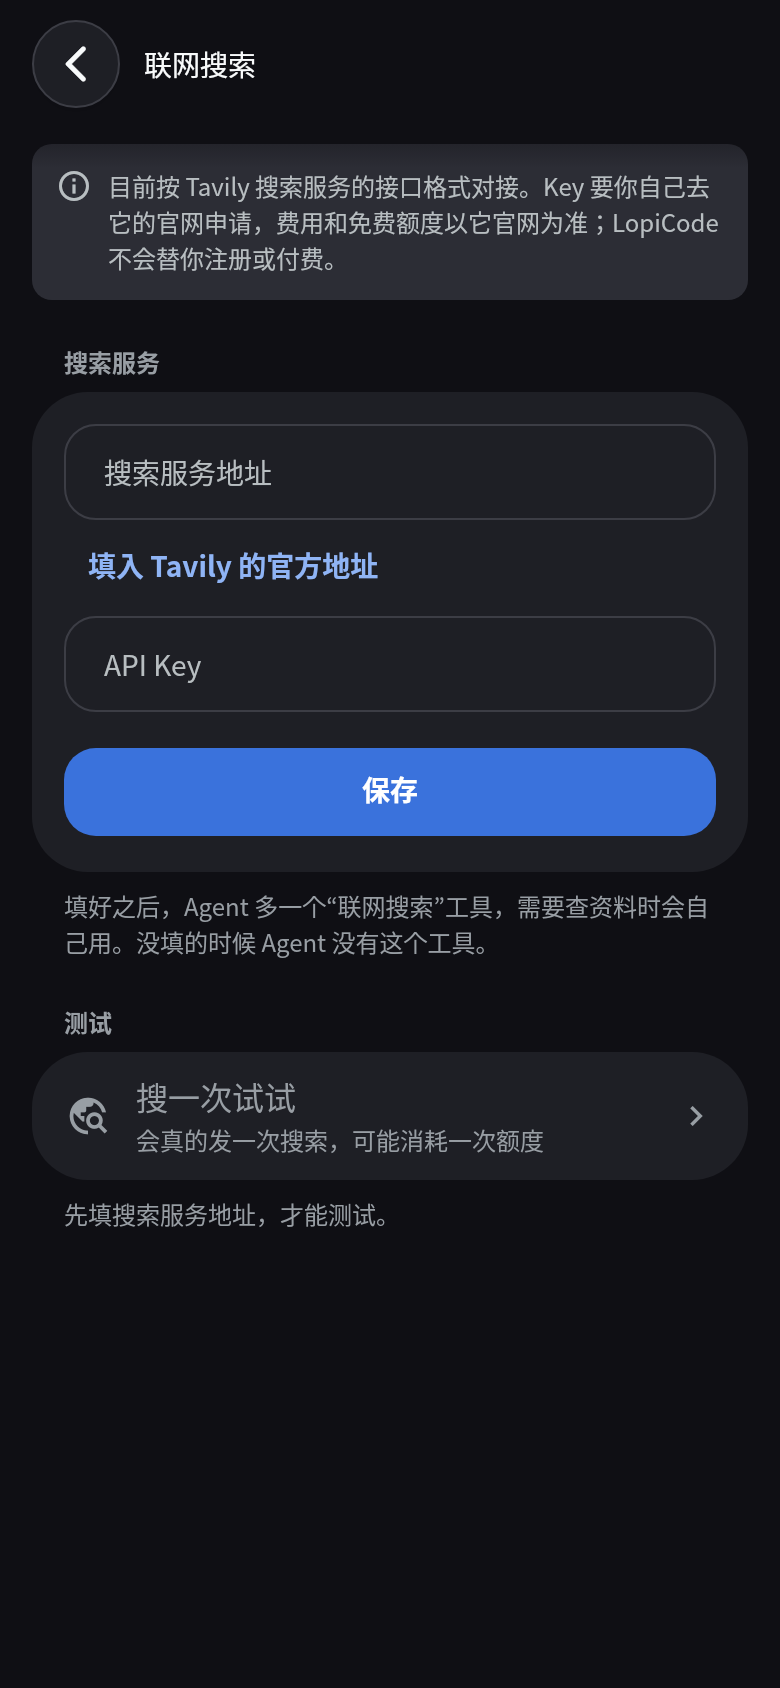 联网搜索
目前按 Tavily 搜索服务的接口格式对接。Key 要你自己去
它的官网申请，费用和免费额度以它官网为准；LopiCode
不会替你注册或付费。
搜索服务
搜索服务地址
填入 Tavily 的官方地址
API Key
保存
填好之后，Agent 多一个“联网搜索”工具，需要查资料时会自
己用。没填的时候 Agent 没有这个工具。
测试
搜一次试试
会真的发一次搜索，可能消耗一次额度
先填搜索服务地址，才能测试。